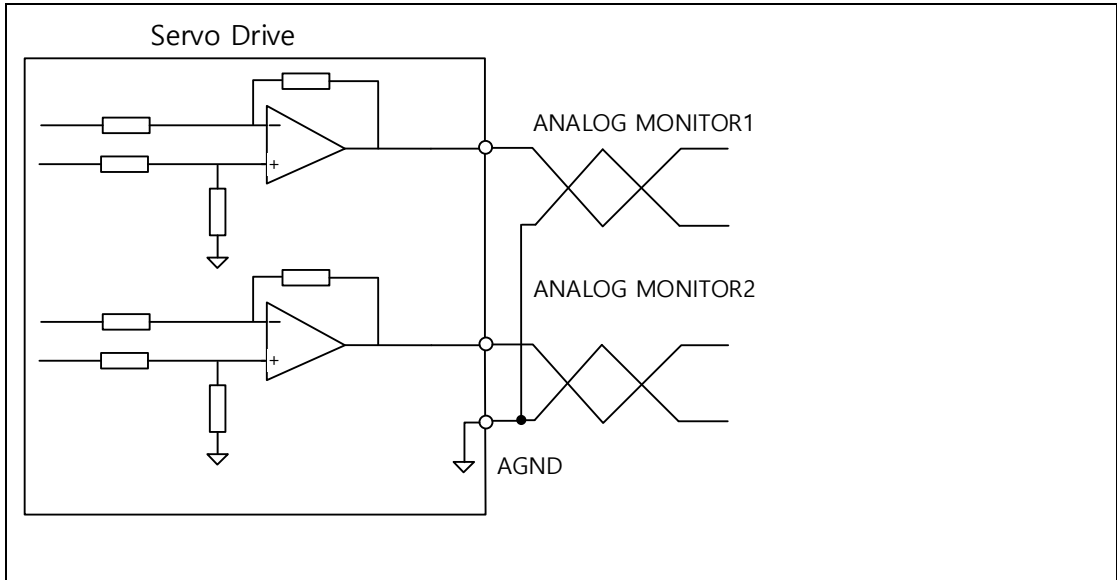 Servo Drive
ANALOG MONITOR1
−
+
ANALOG MONITOR2
−
+
AGND